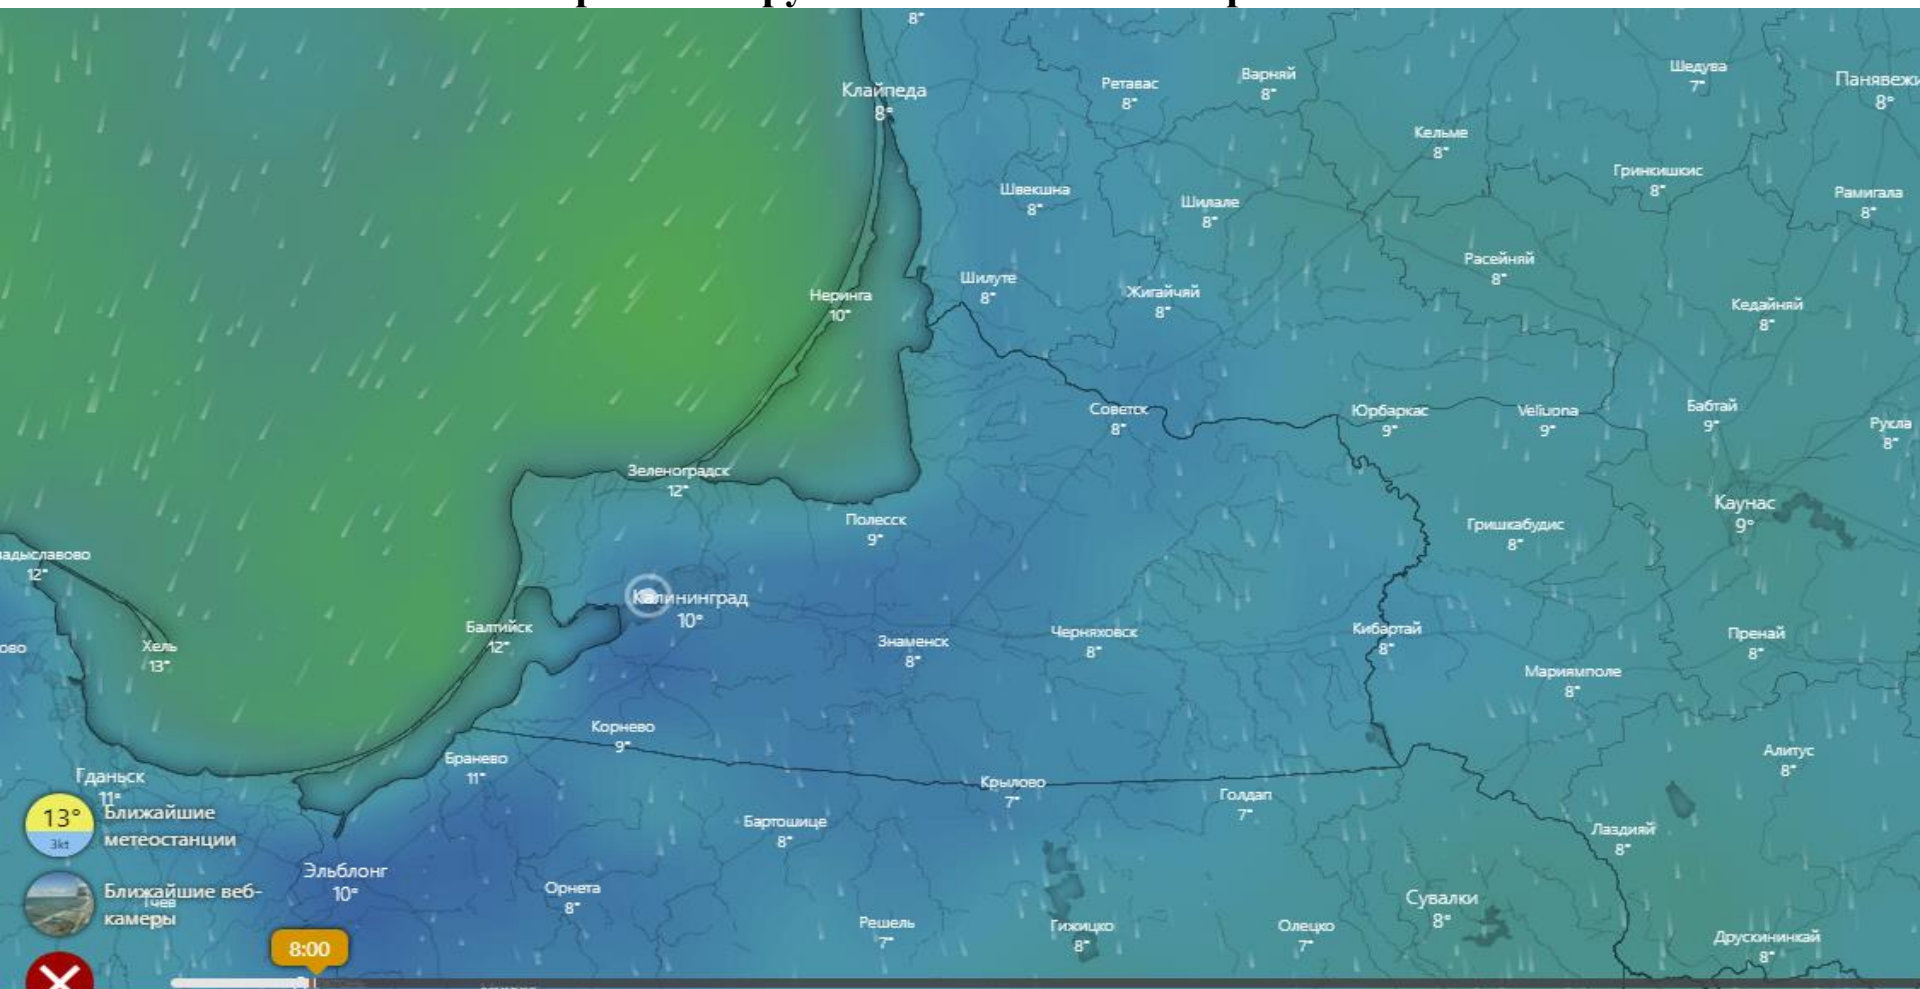 8°
Клайпеда
8°
Ретавас
8°
Варняй
8°
Шедува
7°
8°
Кельме
8°
Гринкишкис
8°
Рамигала
8°
Швекшна
8°
Шилале
8°
Расейняй
8°
Шилуте
8°
Жигайчяй
8°
Неринга
10°
Кедайняй
8°
Советск
8°
Юрбаркас
9°
Veliuona
9°
Бабтай
9°
Рукла
8°
Зеленоградск
12°
Полесск
9°
Гришкабудис
8°
Каунас
9°
адыславово
12°
Калининград
10°
Хель
13°
Балтийск
12°
Знаменск
8°
Черняховск
8°
Кибартай
8°
Пренай
8°
ово
Мариямполе
8°
Корнево
9°
Бранево
11°
Алитус
8°
Гданьск
11°
Крылово
7°
Голдап
7°
13°
3kt
Ближайшие
метеостанции
Бартошице
8°
Лаздияй
8°
Эльблонг
10°
Ближайшие веб-
камеры
Тчев
Орнета
8°
Решель
7°
Гижицко
8°
Олецко
7°
Сувалки
8°
Друскининкай
8°
8:00